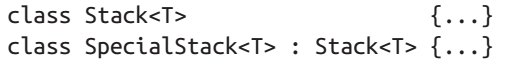 class Stack<T>                   {...}
class SpecialStack<T> : Stack<T> {...}